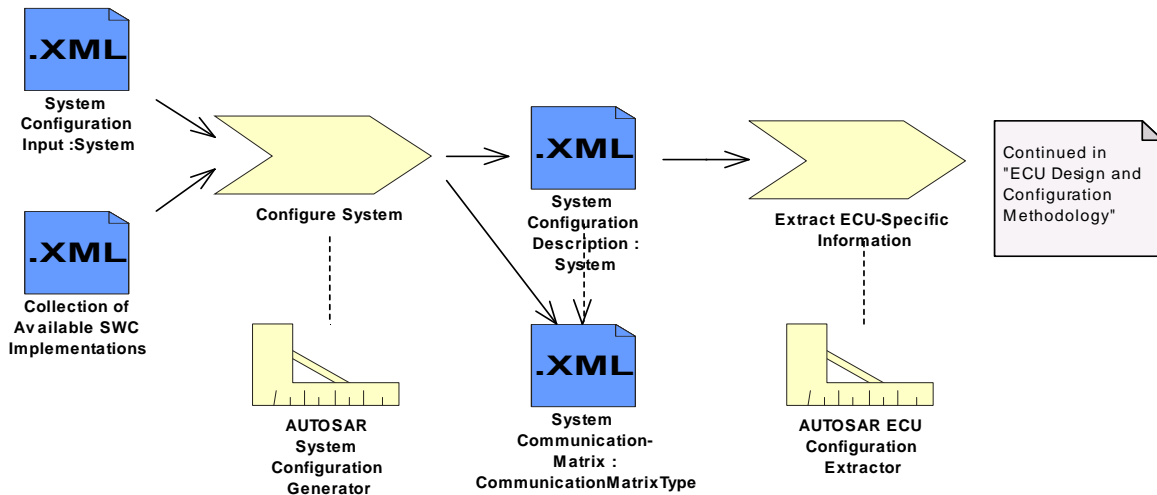 .XML
System
Configuration
Input :System
.XML
Collection of
Available SWC
Implementations
Configure System
AUTOSAR
System
Configuration
Generator
.XML
System
Configuration
Description :
System
.XML
System
Communication-
Matrix :
CommunicationMatrixType
Extract ECU-Specific
Information
AUTOSAR ECU
Configuration
Extractor
Continued in
"ECU Design and
Configuration
Methodology"